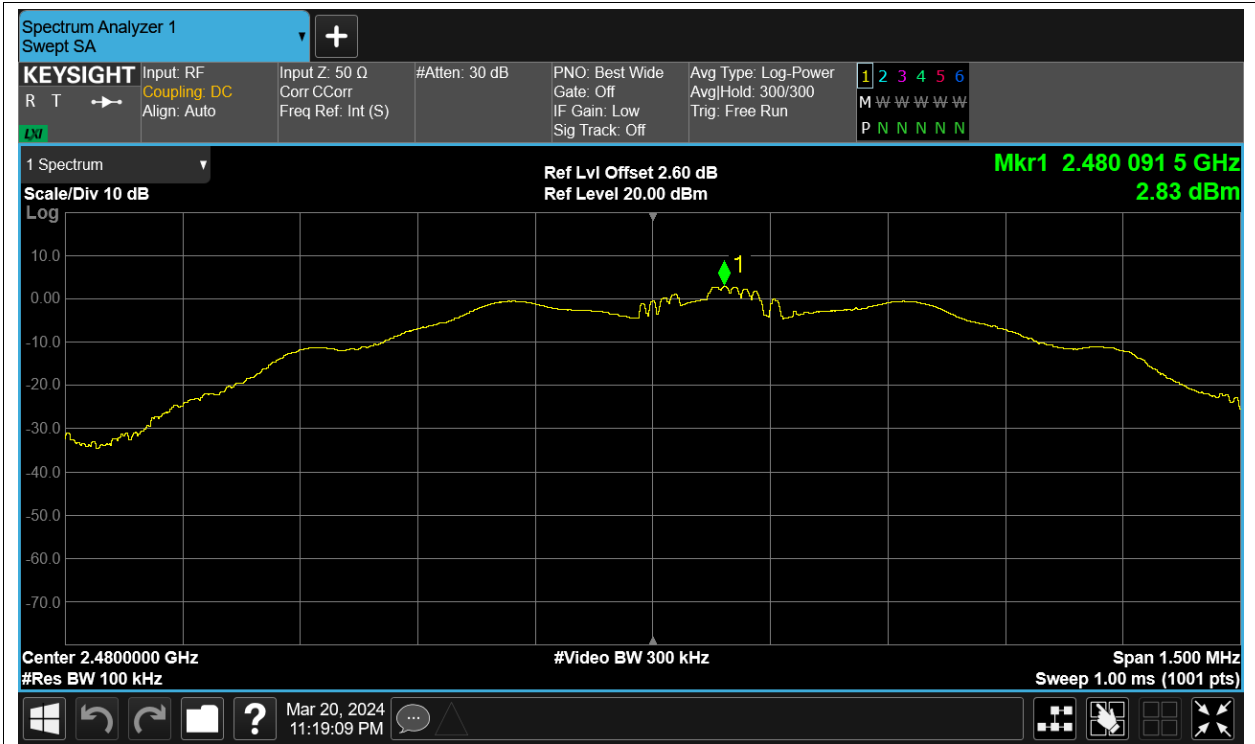 Spectrum Analyzer 1
Swept SA
KEYSIGHT
R T
LXI
Input: RF
Coupling: DC
Align: Auto
Input Z: 50 Ω
Corr CCorr
Freq Ref: Int (S)
#Atten: 30 dB
PNO: Best Wide
Gate: Off
IF Gain: Low
Sig Track: Off
Avg Type: Log-Power
Avg|Hold: 300/300
Trig: Free Run
1 2 3 4 5 6
M W W W W W
P N N N N N
1 Spectrum
Scale/Div 10 dB
Log
Ref Lvl Offset 2.60 dB
Ref Level 20.00 dBm
Mkr1 2.480 091 5 GHz
2.83 dBm
1
10.0
0.00
-10.0
-20.0
-30.0
-40.0
-50.0
-60.0
-70.0
Center 2.4800000 GHz
#Res BW 100 kHz
#Video BW 300 kHz
Span 1.500 MHz
Sweep 1.00 ms (1001 pts)
?
Mar 20, 2024
11:19:09 PM